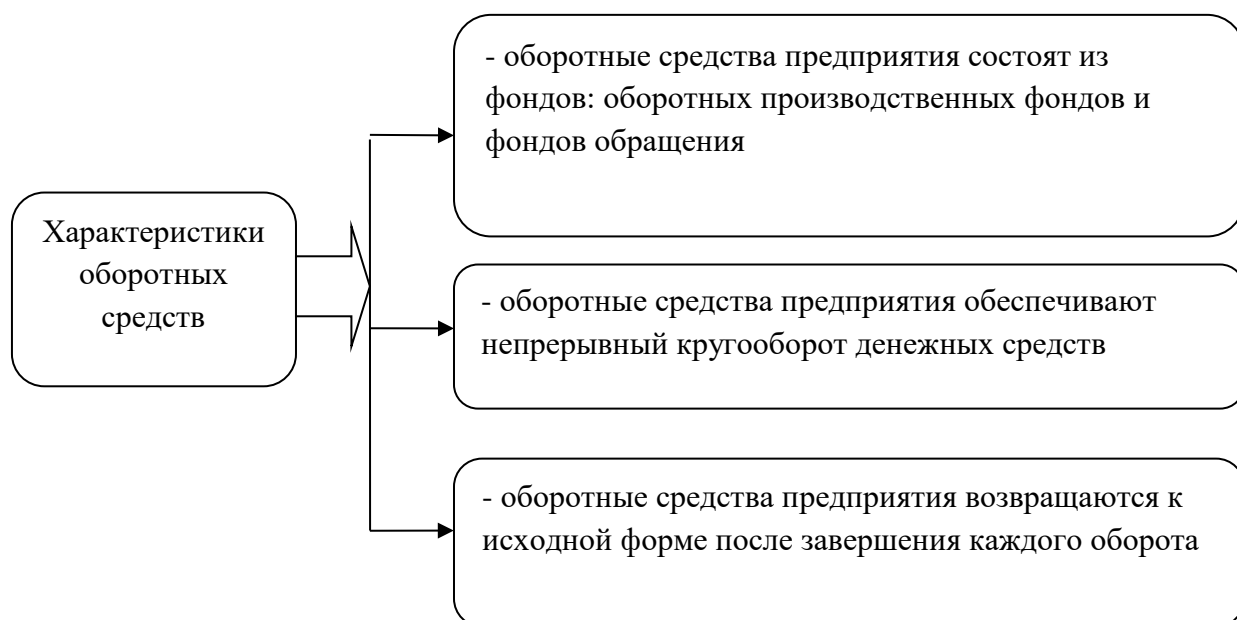 Характеристики
оборотных
средств
- оборотные средства предприятия состоят из
фондов: оборотных производственных фондов и
фондов обращения
- оборотные средства предприятия обеспечивают
непрерывный кругооборот денежных средств
- оборотные средства предприятия возвращаются к
исходной форме после завершения каждого оборота